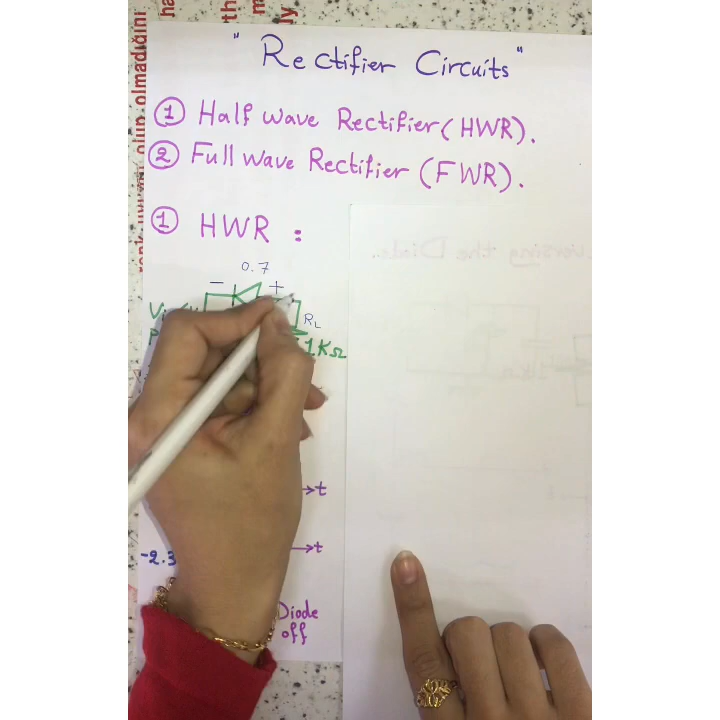 " Rectifier Circuits "
① Half wave Rectifier (HWR).
② Full wave Rectifier (FWR).
① HWR :
0.7
− +
RL
1KΩ
→t
-2.3
→t
Diode
off